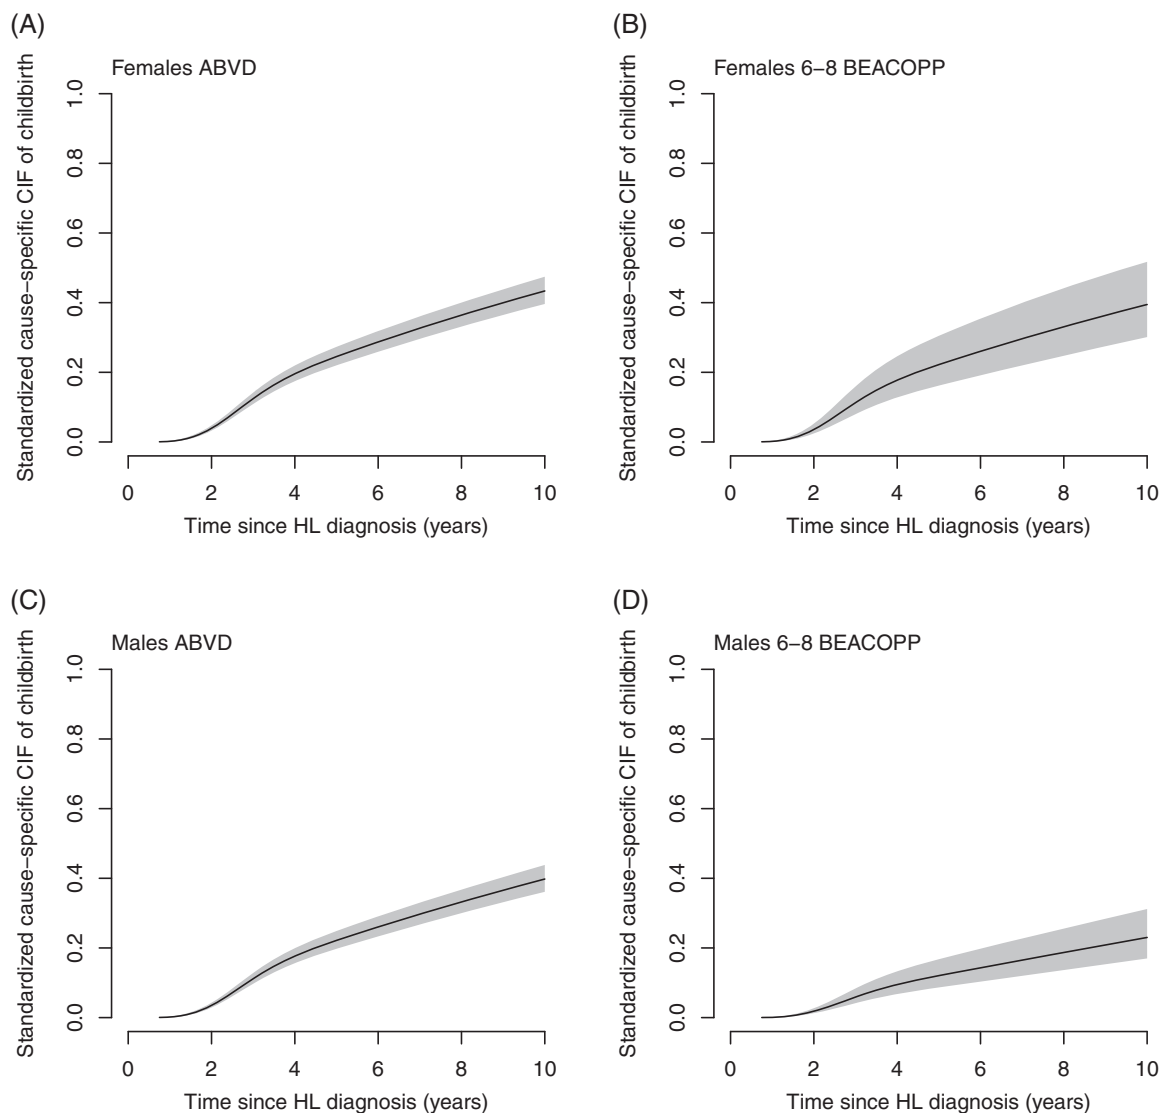 (A)
Females ABVD
Standardized cause−specific CIF of childbirth
1.0
0.8
0.6
0.4
0.2
0.0
0 2 4 6 8 10
Time since HL diagnosis (years)
(B)
Females 6−8 BEACOPP
Standardized cause−specific CIF of childbirth
1.0
0.8
0.6
0.4
0.2
0.0
0 2 4 6 8 10
Time since HL diagnosis (years)
(C)
Males ABVD
Standardized cause−specific CIF of childbirth
1.0
0.8
0.6
0.4
0.2
0.0
0 2 4 6 8 10
Time since HL diagnosis (years)
(D)
Males 6−8 BEACOPP
Standardized cause−specific CIF of childbirth
1.0
0.8
0.6
0.4
0.2
0.0
0 2 4 6 8 10
Time since HL diagnosis (years)